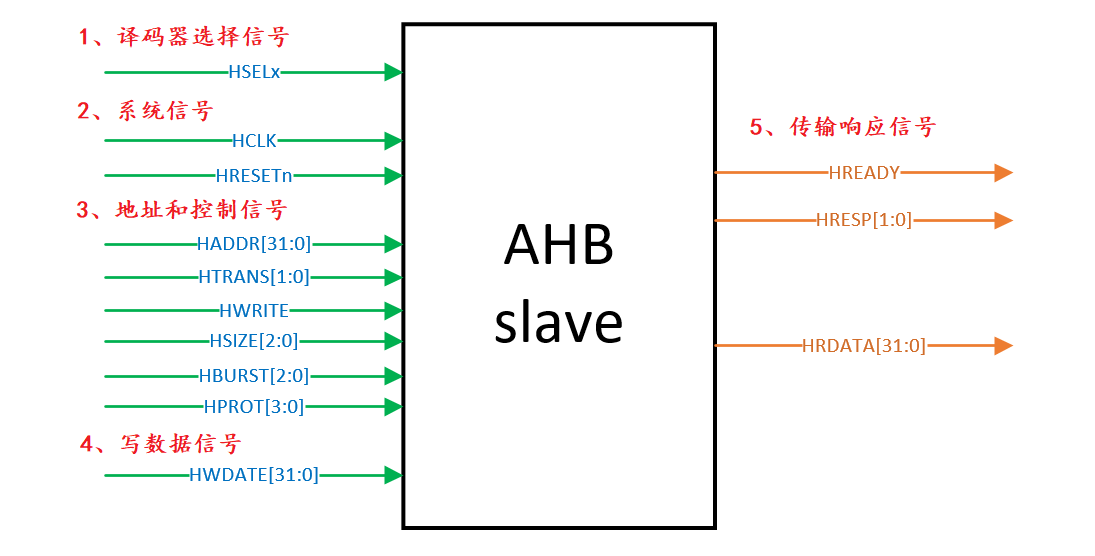 1、译码器选择信号
HSELx
2、系统信号
HCLK
HRESETn
3、地址和控制信号
HADDR[31:0]
HTRANS[1:0]
HWRITE
HSIZE[2:0]
HBURST[2:0]
HPROT[3:0]
4、写数据信号
HWDATE[31:0]
AHB
slave
5、传输响应信号
HREADY
HRESP[1:0]
HRDATA[31:0]